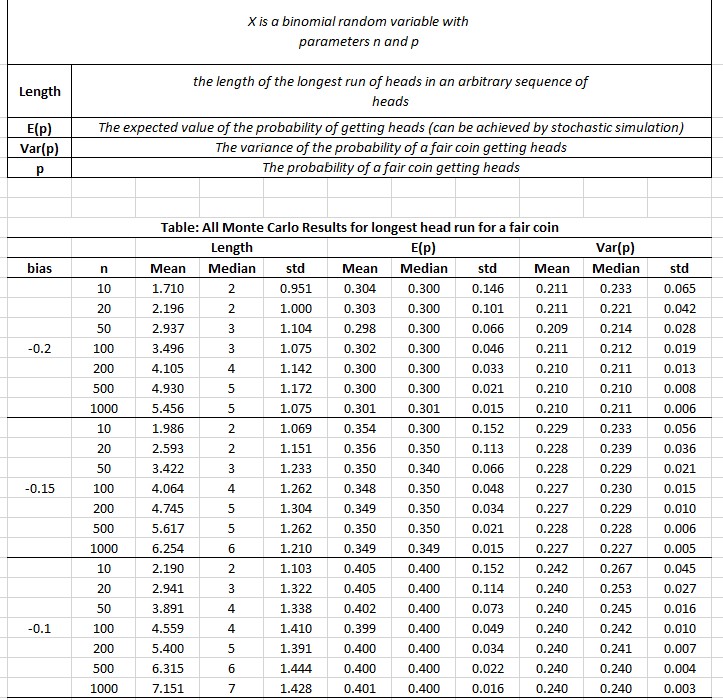 X is a binomial random variable with
parameters n and p
Length
the length of the longest run of heads in an arbitrary sequence of
heads
E(p) The expected value of the probability of getting heads (can be achieved by stochastic simulation)
Var(p) The variance of the probability of a fair coin getting heads
p The probability of a fair coin getting heads
Table: All Monte Carlo Results for longest head run for a fair coin
Length E(p) Var(p)
bias n Mean Median std Mean Median std Mean Median std
10 1.710 2 0.951 0.304 0.300 0.146 0.211 0.233 0.065
20 2.196 2 1.000 0.303 0.300 0.101 0.211 0.221 0.042
50 2.937 3 1.104 0.298 0.300 0.066 0.209 0.214 0.028
-0.2 100 3.496 3 1.075 0.302 0.300 0.046 0.211 0.212 0.019
200 4.105 4 1.142 0.300 0.300 0.033 0.210 0.211 0.013
500 4.930 5 1.172 0.300 0.300 0.021 0.210 0.210 0.008
1000 5.456 5 1.075 0.301 0.301 0.015 0.210 0.211 0.006
10 1.986 2 1.069 0.354 0.300 0.152 0.229 0.233 0.056
20 2.593 2 1.151 0.356 0.350 0.113 0.228 0.239 0.036
50 3.422 3 1.233 0.350 0.340 0.066 0.228 0.229 0.021
-0.15 100 4.064 4 1.262 0.348 0.350 0.048 0.227 0.230 0.015
200 4.745 5 1.304 0.349 0.350 0.034 0.227 0.229 0.010
500 5.617 5 1.262 0.350 0.350 0.021 0.228 0.228 0.006
1000 6.254 6 1.210 0.349 0.349 0.015 0.227 0.227 0.005
10 2.190 2 1.103 0.405 0.400 0.152 0.242 0.267 0.045
20 2.941 3 1.322 0.405 0.400 0.114 0.240 0.253 0.027
50 3.891 4 1.338 0.402 0.400 0.073 0.240 0.245 0.016
-0.1 100 4.559 4 1.410 0.399 0.400 0.049 0.240 0.242 0.010
200 5.400 5 1.391 0.400 0.400 0.034 0.240 0.241 0.007
500 6.315 6 1.444 0.400 0.400 0.022 0.240 0.240 0.004
1000 7.151 7 1.428 0.401 0.400 0.016 0.240 0.240 0.003